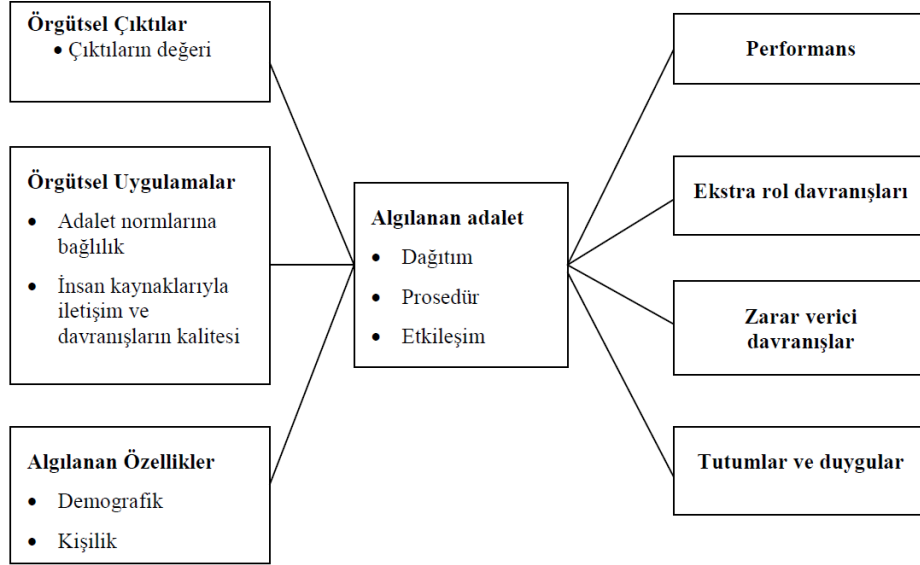 Örgütsel Çıktılar
• Çıktıların değeri
Örgütsel Uygulamalar
• Adalet normlarına
bağlılık
• İnsan kaynaklarıyla
iletişim ve
davranışların kalitesi
Algılanan Özellikler
• Demografik
• Kişilik
Algılanan adalet
• Dağıtım
• Prosedür
• Etkileşim
Performans
Ekstra rol davranışları
Zarar verici
davranışlar
Tutumlar ve duygular